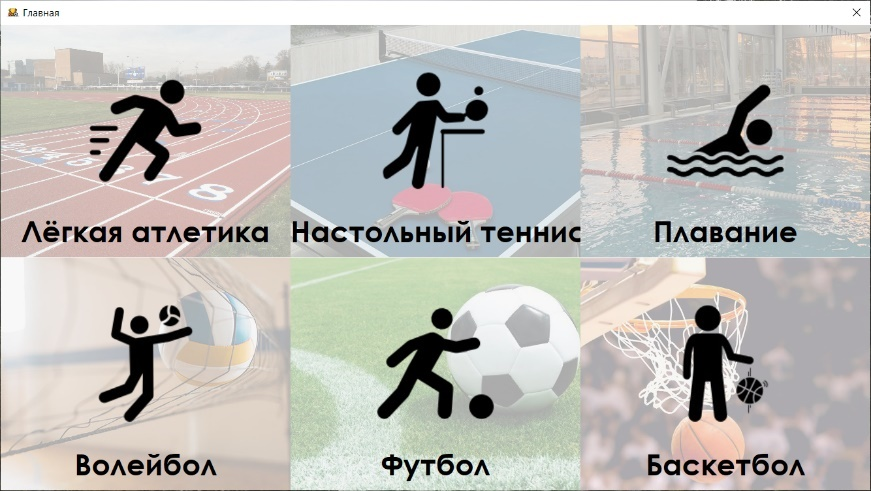 Главная
Лёгкая атлетика
Настольный теннис
Плавание
Волейбол
Футбол
Баскетбол